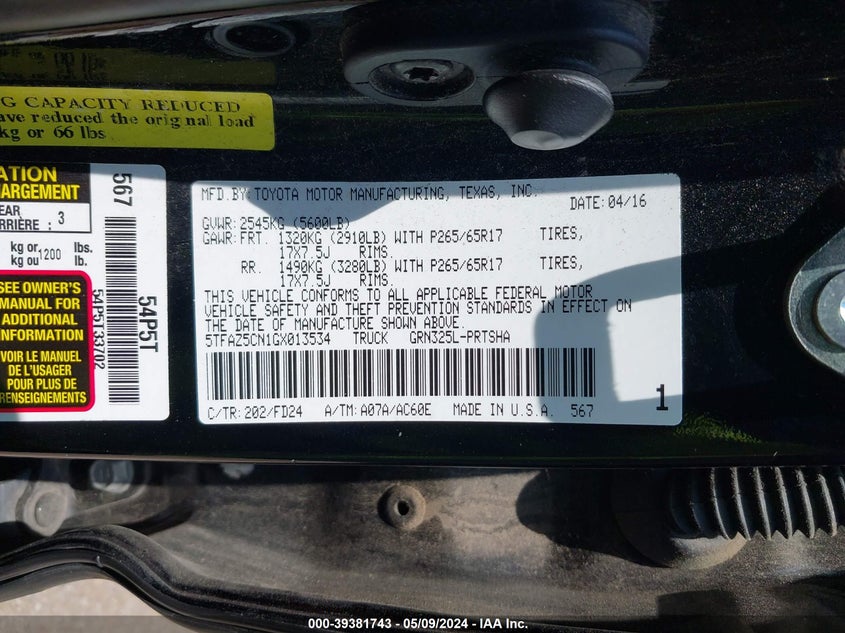 G CAPACITY REDUCED
ave reduced the original load
kg or 66 lbs
ATION
HARGEMENT
EAR
RRIÈRE : 3
kg or 1200 lbs.
kg ou lb.
SEE OWNER'S
MANUAL FOR
ADDITIONAL
INFORMATION
VOIR LE MANUEL
DE L'USAGER
POUR PLUS DE
RENSEIGNEMENTS
567
54P5T
MFD.BY:TOYOTA MOTOR MANUFACTURING, TEXAS, INC.
DATE:04/16
GVWR:2545KG (5600LB)
GAWR:FRT. 1320KG (2910LB) WITH P265/65R17 TIRES,
17X7.5J RIMS.
RR. 1490KG (3280LB) WITH P265/65R17 TIRES,
17X7.5J RIMS.
THIS VEHICLE CONFORMS TO ALL APPLICABLE FEDERAL MOTOR
VEHICLE SAFETY AND THEFT PREVENTION STANDARDS IN EFFECT ON
THE DATE OF MANUFACTURE SHOWN ABOVE.
5TFAZ5CN1GX013534 TRUCK GRN325L-PRTSHA
C/TR:202/FD24 A/TM:A07A/AC60E MADE IN U.S.A. 567
1
000-39381743 - 05/09/2024 - IAA Inc.